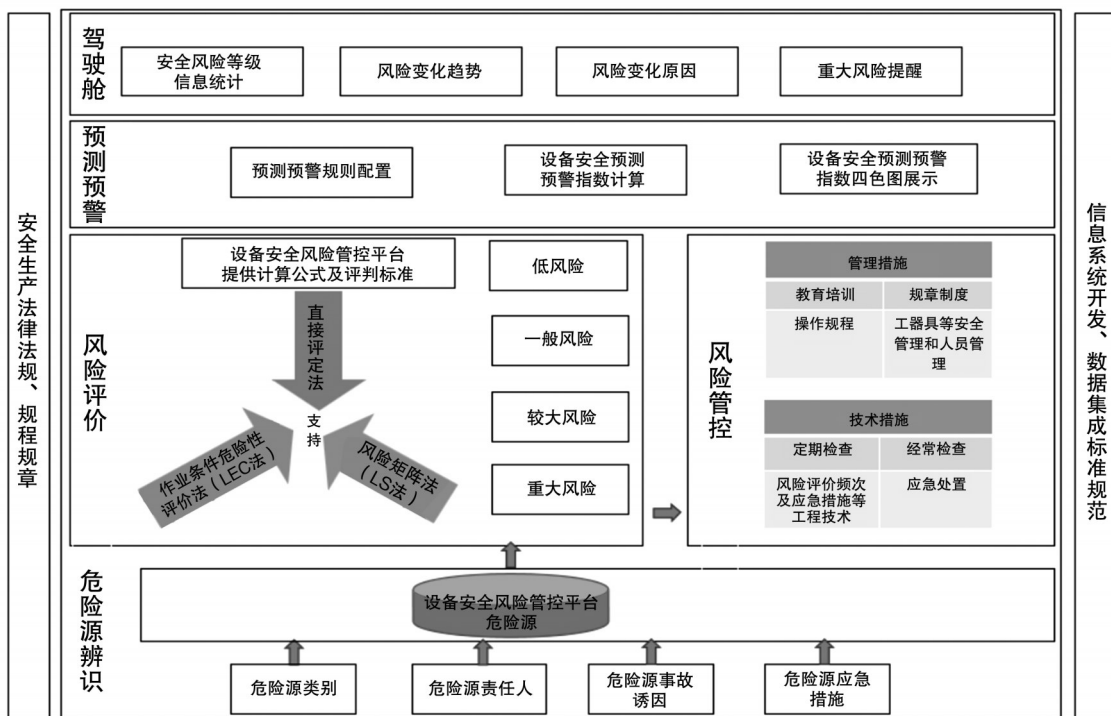 安全生产法律法规、规程规章
驾驶舱
安全风险等级
信息统计
风险变化趋势
风险变化原因
重大风险提醒
预测预警
预测预警规则配置
设备安全预测
预警指数计算
设备安全预测预警
指数四色图展示
风险评价
设备安全风险管控平台
提供计算公式及评判标准
直接评定法
支持
作业条件危险性
评价法（LEC法）
风险矩阵法
（LS法）
低风险
一般风险
较大风险
重大风险
风险管控
管理措施
教育培训
规章制度
操作规程
工器具等安全
管理和人员管
理
技术措施
定期检查
经常检查
风险评价频次
及应急措施等
工程技术
应急处置
危险源辨识
设备安全风险管控平台
危险源
危险源类别
危险源责任人
危险源事故
诱因
危险源应急
措施
信息系统开发、数据集成标准规范